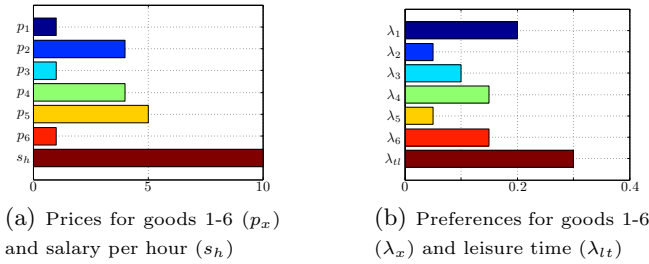 p1
p2
p3
p4
p5
p6
sh
0 5 10
(a) Prices for goods 1-6 (px)
and salary per hour (sh)
λ1
λ2
λ3
λ4
λ5
λ6
λtl
0 0.2 0.4
(b) Preferences for goods 1-6
(λx) and leisure time (λlt)